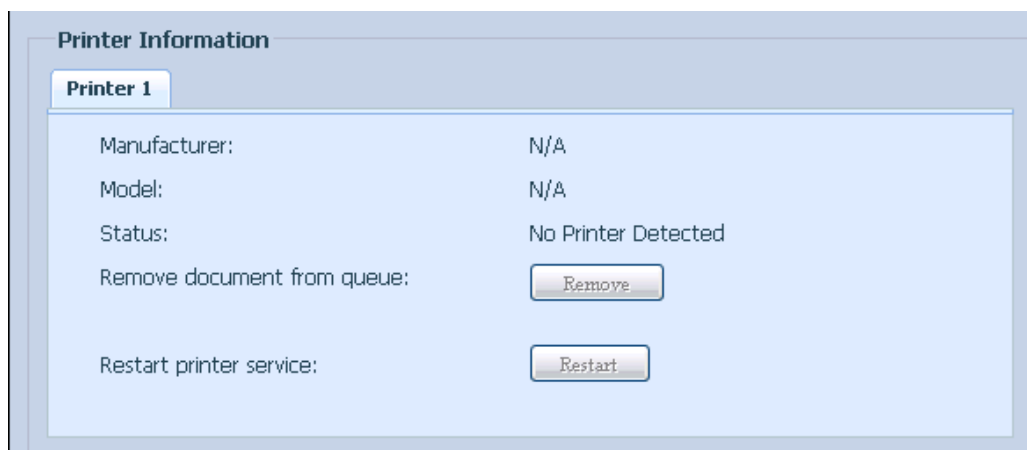 Printer Information
Printer 1
Manufacturer: N/A
Model: N/A
Status: No Printer Detected
Remove document from queue: Remove
Restart printer service: Restart